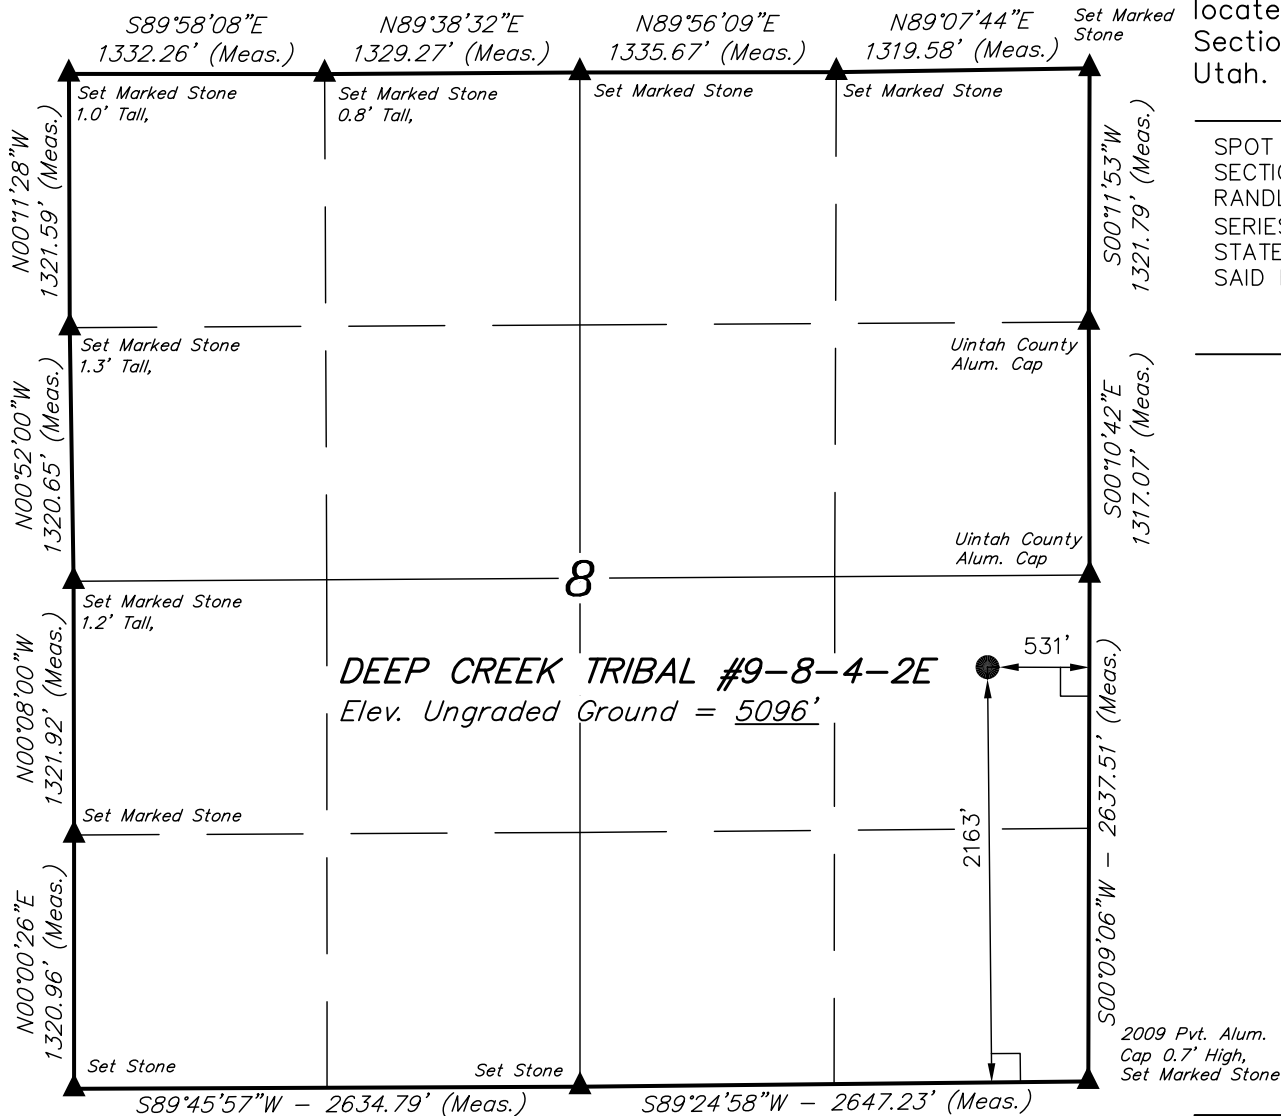 S89°58'08"E
1332.26' (Meas.)
N89°38'32"E
1329.27' (Meas.)
N89°56'09"E
1335.67' (Meas.)
N89°07'44"E
1319.58' (Meas.)
Set Marked
Stone
locate
Sectio
Utah.
Set Marked Stone
1.0' Tall,
Set Marked Stone
0.8' Tall,
Set Marked Stone
Set Marked Stone
N00°11'28"W
1321.59' (Meas.)
S00°11'53"W
1321.79' (Meas.)
SPOT
SECTIO
RANDL
SERIES
STATE
SAID
Set Marked Stone
1.3' Tall,
Uintah County
Alum. Cap
N00°52'00"W
1320.65' (Meas.)
S00°10'42"E
1317.07' (Meas.)
Uintah County
Alum. Cap
8
Set Marked Stone
1.2' Tall,
N00°08'00"W
1321.92' (Meas.)
DEEP CREEK TRIBAL #9-8-4-2E
Elev. Ungraded Ground = 5096'
531'
2163'
S00°09'06"W - 2637.51' (Meas.)
Set Marked Stone
N00°00'26"E
1320.96' (Meas.)
Set Stone
Set Stone
2009 Pvt. Alum.
Cap 0.7' High,
Set Marked Stone
S89°45'57"W - 2634.79' (Meas.)
S89°24'58"W - 2647.23' (Meas.)